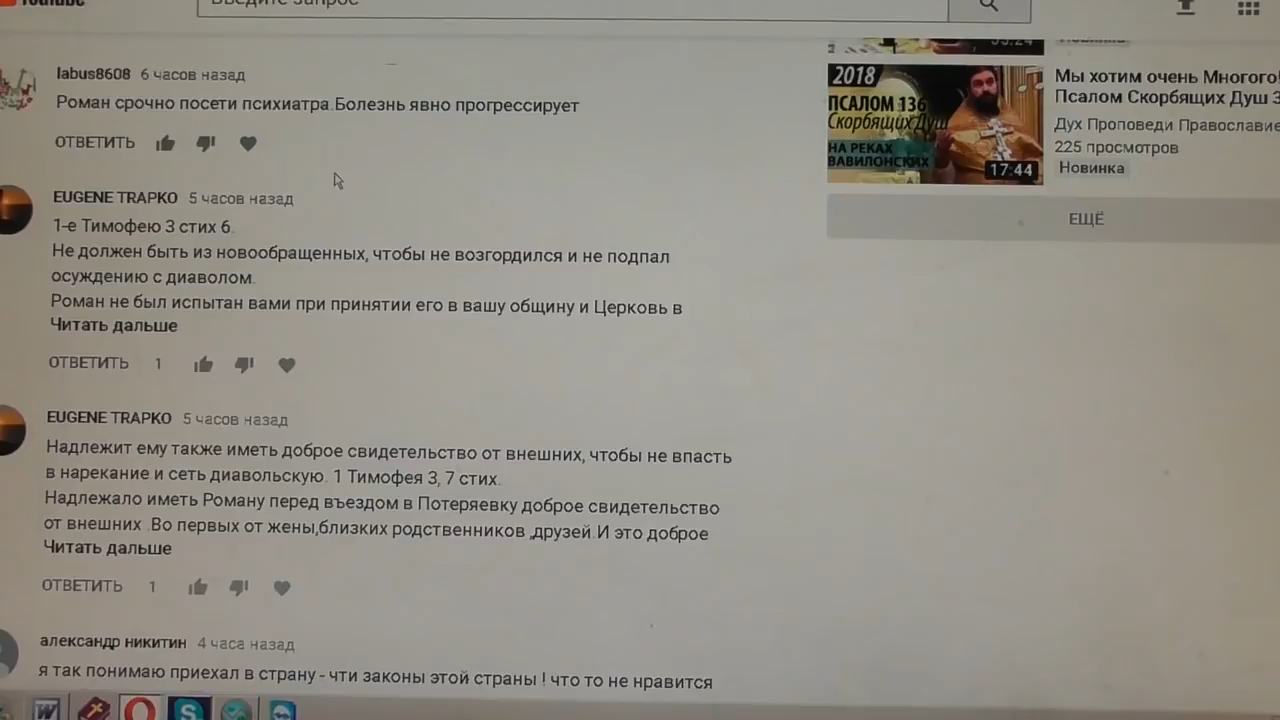 YouTube
Введите запрос
labus8608 6 часов назад
Роман срочно посети психиатра.Болезнь явно прогрессирует
ОТВЕТИТЬ
EUGENE TRAPKO 5 часов назад
1-е Тимофею 3 стих 6.
Не должен быть из новообращенных, чтобы не возгордился и не подпал
осуждению с диаволом.
Роман не был испытан вами при принятии его в вашу общину и Церковь в
Читать дальше
ОТВЕТИТЬ 1
EUGENE TRAPKO 5 часов назад
Надлежит ему также иметь доброе свидетельство от внешних, чтобы не впасть
в нарекание и сеть диавольскую. 1 Тимофея 3, 7 стих.
Надлежало иметь Роману перед въездом в Потеряевку доброе свидетельство
от внешних .Во первых от жены,близких родственников ,друзей.И это доброе
Читать дальше
ОТВЕТИТЬ 1
александр никитин 4 часа назад
я так понимаю приехал в страну - чти законы этой страны ! что то не нравится
2018
ПСАЛОМ 136
Скорбящих Душ
НА РЕКАХ
ВАВИЛОНСКИХ
17:44
Мы хотим очень Многого!
Псалом Скорбящих Душ
Дух Проповеди Православие
225 просмотров
Новинка
ЕЩЁ